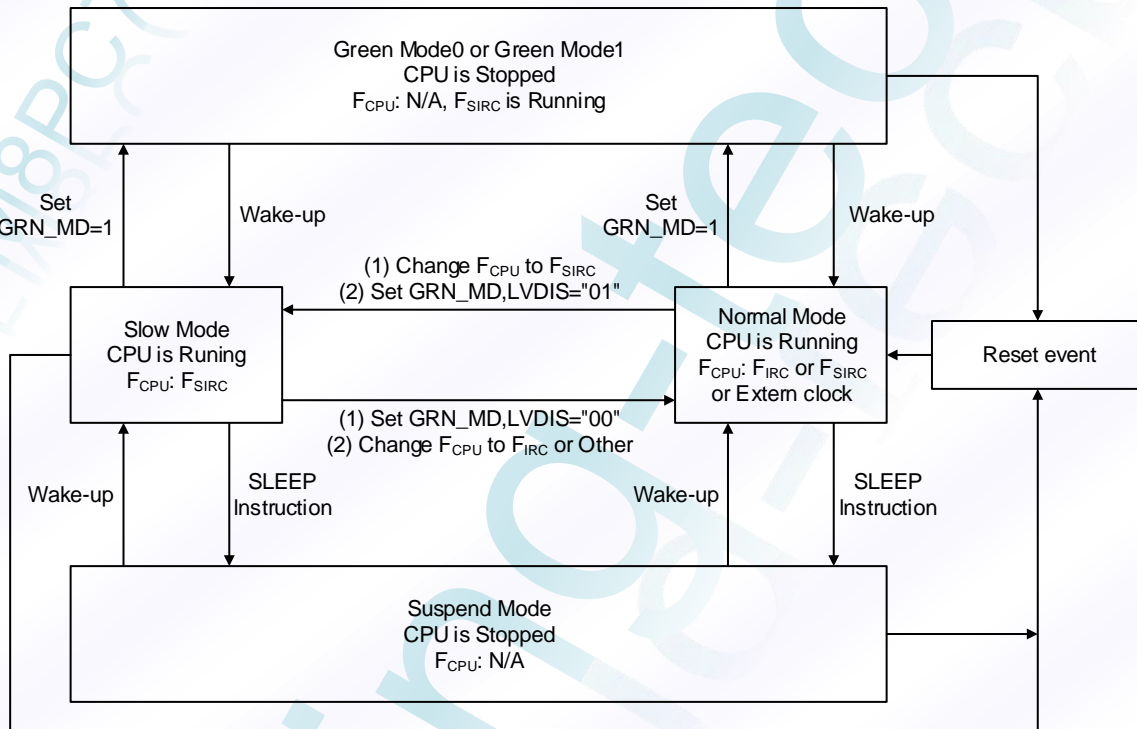 Green Mode0 or Green Mode1
CPU is Stopped
FCPU: N/A, FSIRC is Running
Set
GRN_MD=1
Wake-up
Set
GRN_MD=1
Wake-up
(1) Change FCPU to FSIRC
(2) Set GRN_MD,LVDIS="01"
Slow Mode
CPU is Runing
FCPU: FSIRC
Normal Mode
CPU is Running
FCPU: FIRC or FSIRC
or Extern clock
Reset event
(1) Set GRN_MD,LVDIS="00"
(2) Change FCPU to FIRC or Other
Wake-up
SLEEP
Instruction
Wake-up
SLEEP
Instruction
Suspend Mode
CPU is Stopped
FCPU: N/A